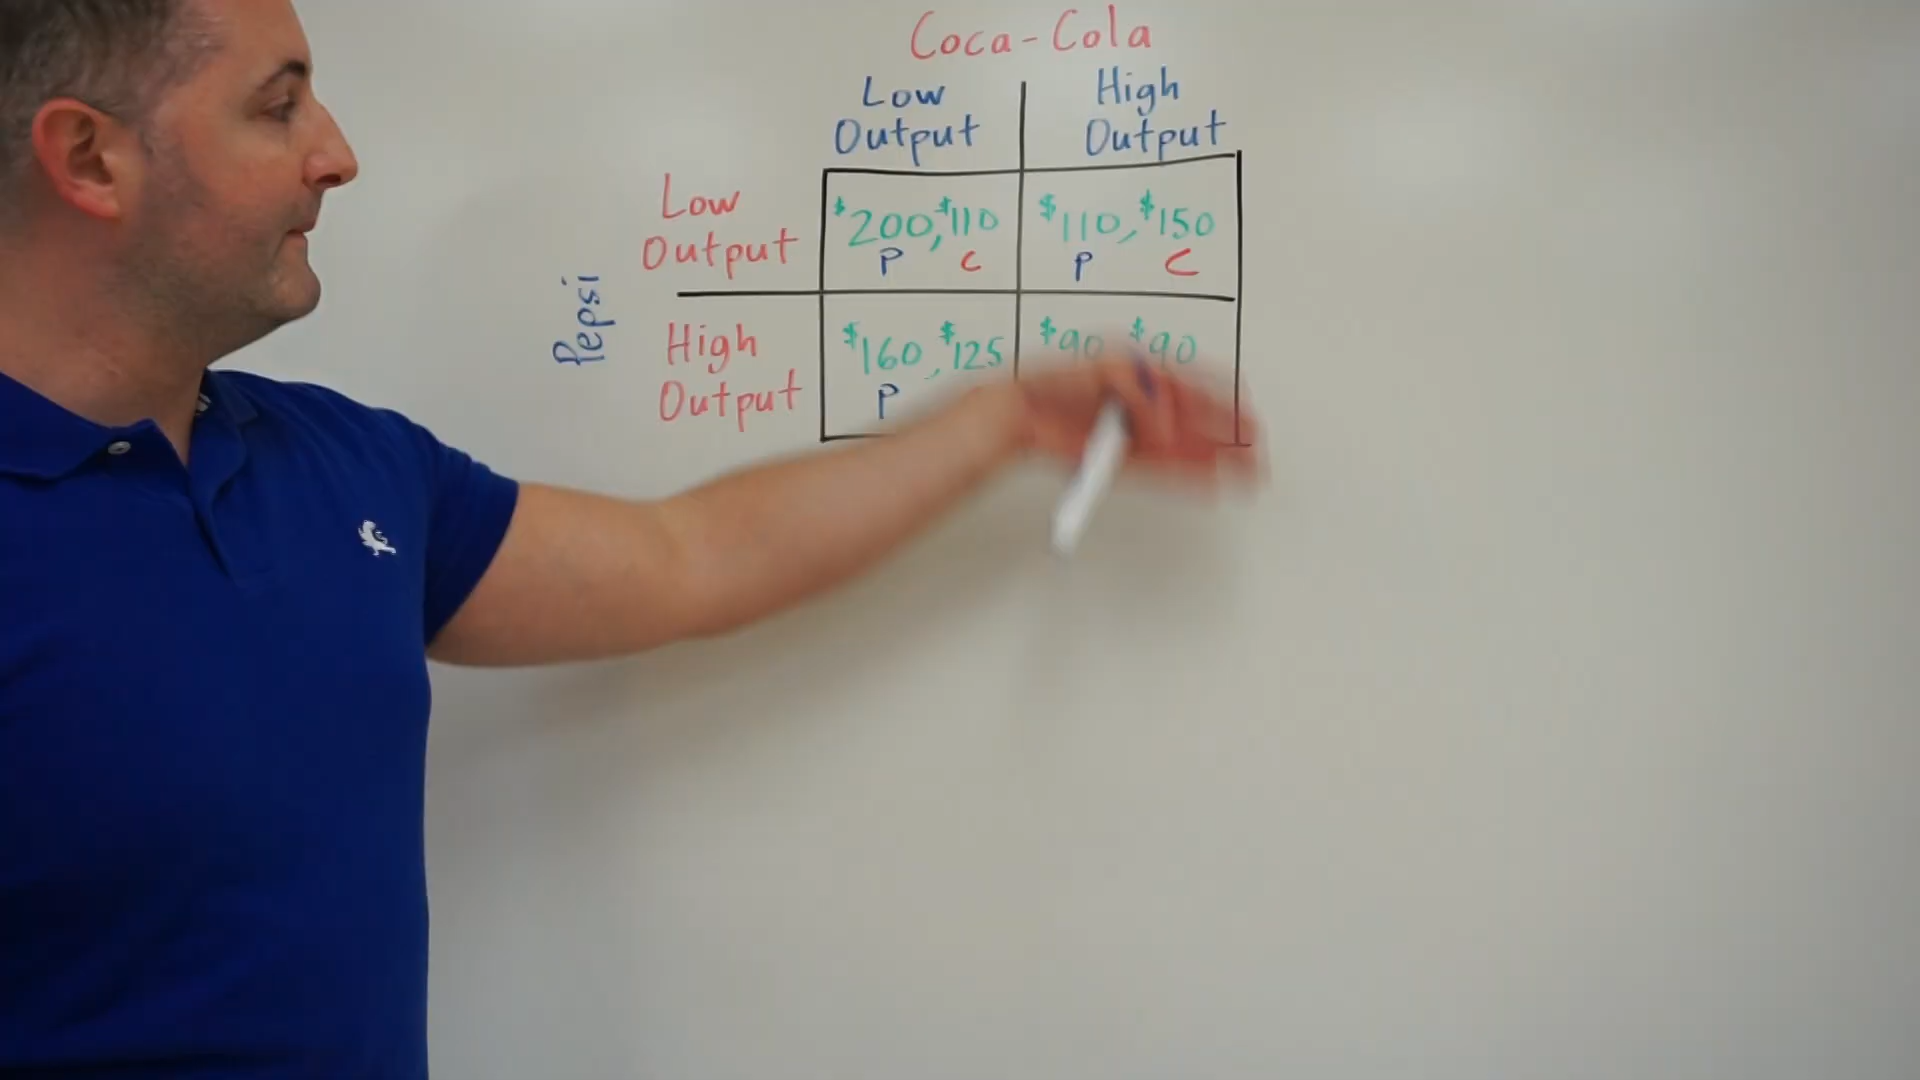 Coca-Cola
Low
Output
High
Output
Pepsi
Low
Output
$200, $110
P C
$110, $150
P C
High
Output
$160, $125
P
$90 $90